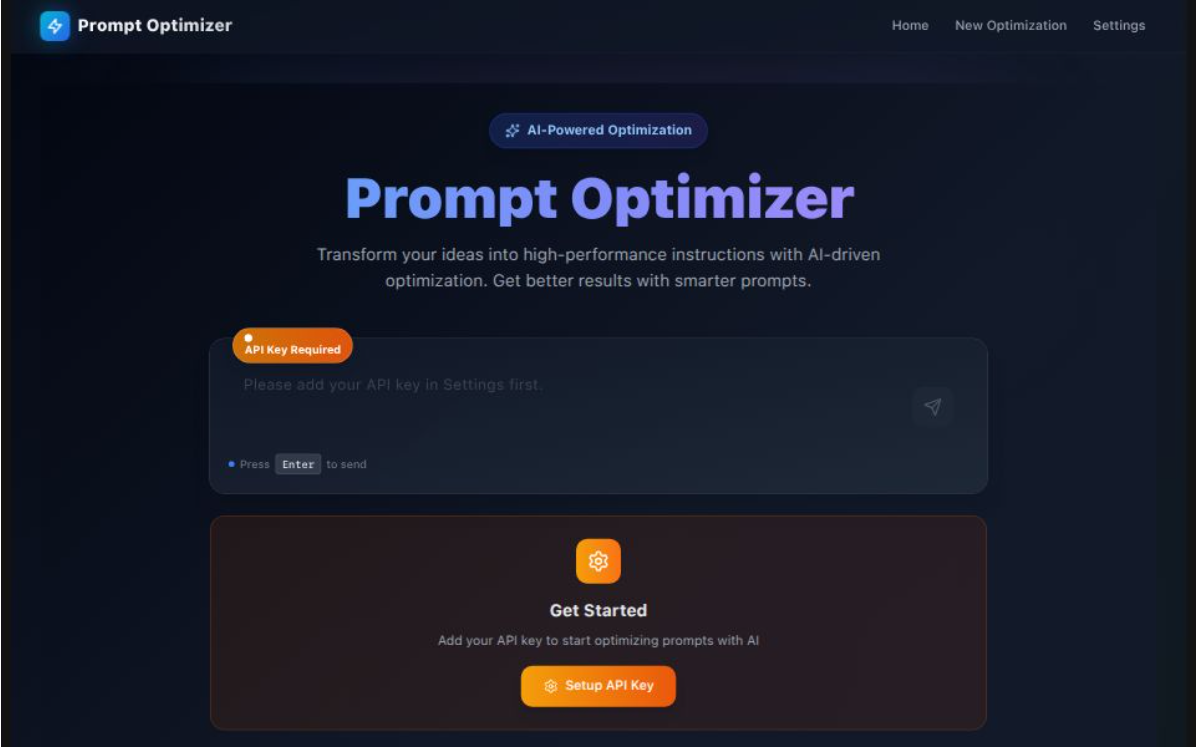 Prompt Optimizer
Home
New Optimization
Settings
AI-Powered Optimization
Prompt Optimizer
Transform your ideas into high-performance instructions with AI-driven
optimization. Get better results with smarter prompts.
API Key Required
Please add your API key in Settings first.
Press Enter to send
Get Started
Add your API key to start optimizing prompts with AI
Setup API Key